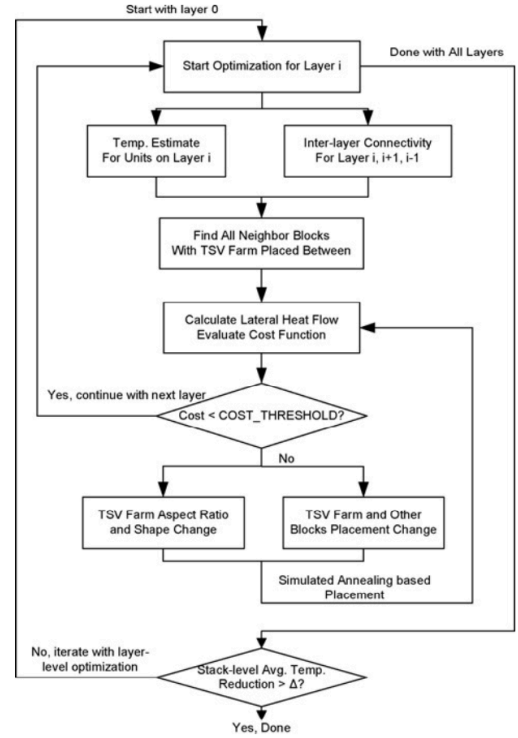 Start with layer 0
Start Optimization for Layer i
Done with All Layers
Temp. Estimate
For Units on Layer i
Inter-layer Connectivity
For Layer i, i+1, i-1
Find All Neighbor Blocks
With TSV Farm Placed Between
Calculate Lateral Heat Flow
Evaluate Cost Function
Yes, continue with next layer
Cost < COST_THRESHOLD?
No
TSV Farm Aspect Ratio
and Shape Change
TSV Farm and Other
Blocks Placement Change
Simulated Annealing based
Placement
No, iterate with layer-
level optimization
Stack-level Avg. Temp.
Reduction > Δ?
Yes, Done